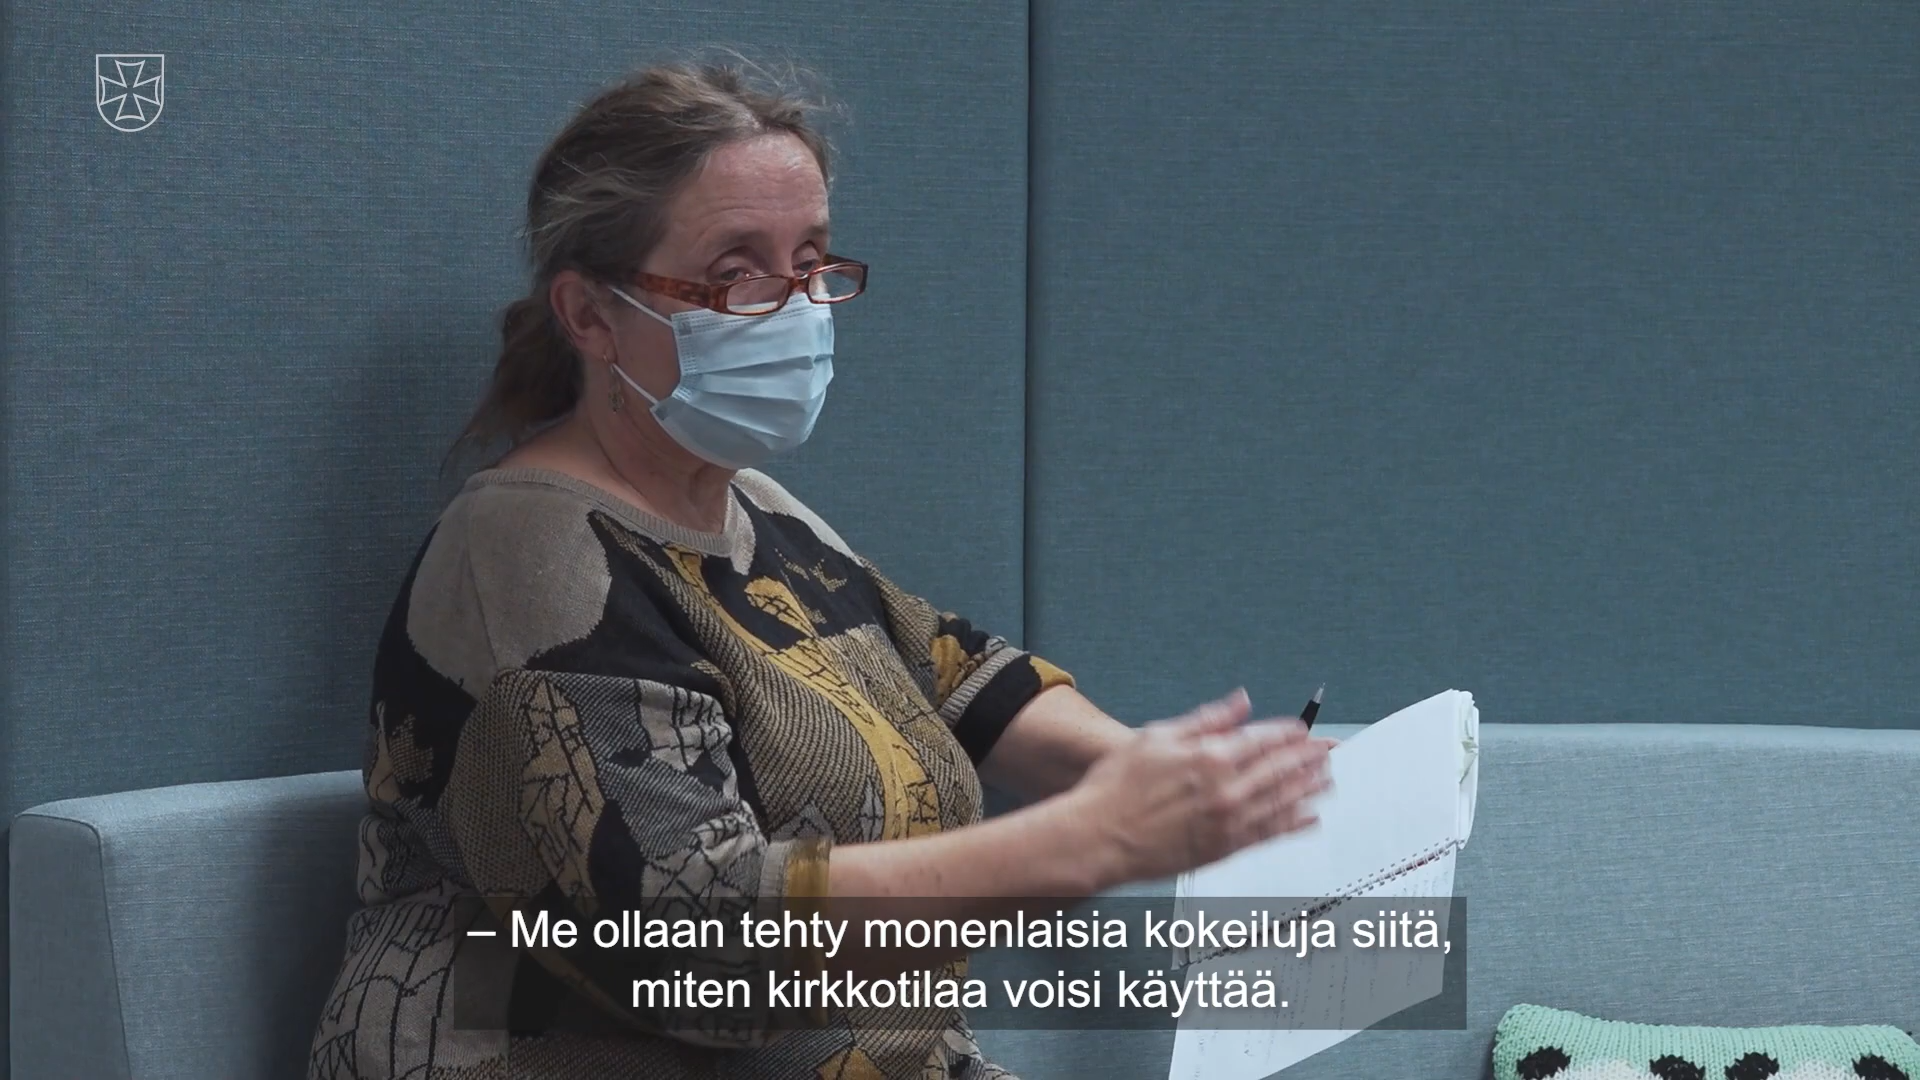 – Me ollaan tehty monenlaisia kokeiluja siitä,
miten kirkkotilaa voisi käyttää.